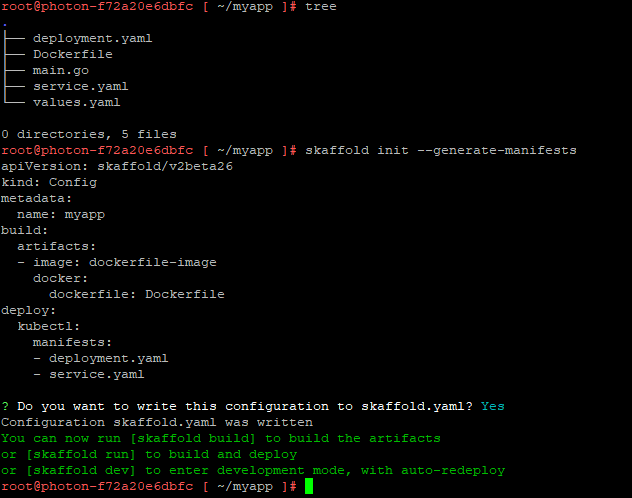 root@photon-f72a20e6dbfc [ ~/myapp ]# tree
.
├── deployment.yaml
├── Dockerfile
├── main.go
├── service.yaml
└── values.yaml

0 directories, 5 files
root@photon-f72a20e6dbfc [ ~/myapp ]# skaffold init --generate-manifests
apiVersion: skaffold/v2beta26
kind: Config
metadata:
  name: myapp
build:
  artifacts:
  - image: dockerfile-image
    docker:
      dockerfile: Dockerfile
deploy:
  kubectl:
    manifests:
    - deployment.yaml
    - service.yaml

? Do you want to write this configuration to skaffold.yaml? Yes
Configuration skaffold.yaml was written
You can now run [skaffold build] to build the artifacts
or [skaffold run] to build and deploy
or [skaffold dev] to enter development mode, with auto-redeploy
root@photon-f72a20e6dbfc [ ~/myapp ]#